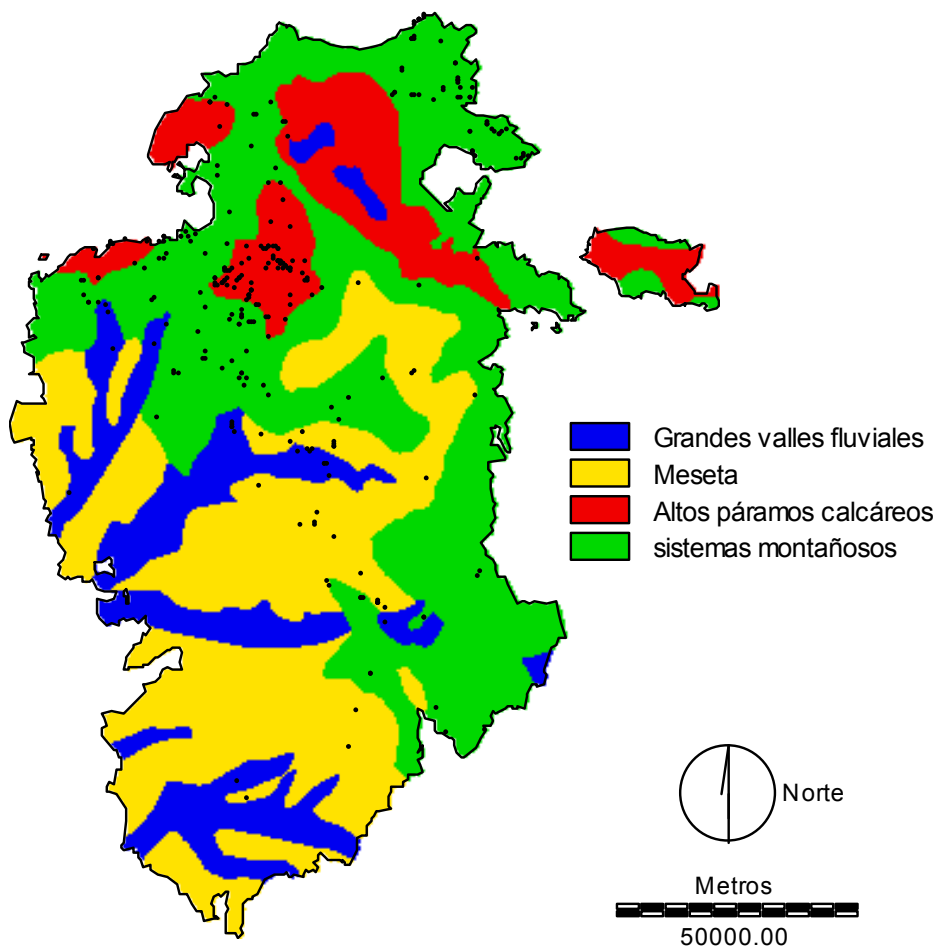 Grandes valles fluviales
Meseta
Altos páramos calcáreos
sistemas montañosos
Norte
Metros
50000.00